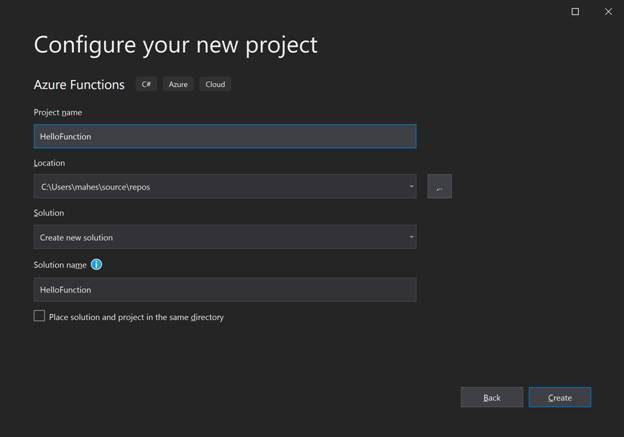 Configure your new project
Azure Functions C# Azure Cloud
Project name
HelloFunction
Location
C:\Users\mahes\source\repos
...
Solution
Create new solution
Solution name
HelloFunction
Place solution and project in the same directory
Back Create